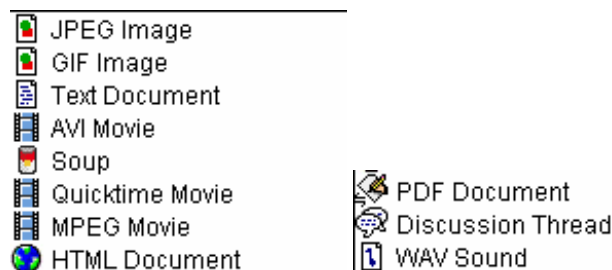 JPEG Image
GIF Image
Text Document
AVI Movie
Soup
Quicktime Movie
MPEG Movie
HTML Document
PDF Document
Discussion Thread
WAV Sound